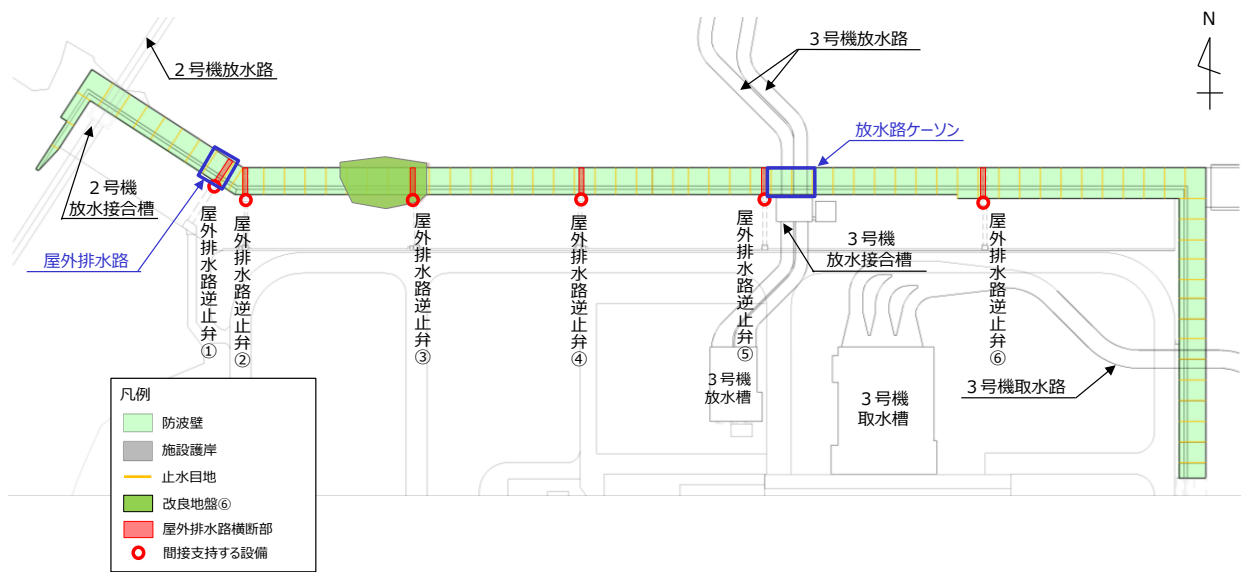 ２号機放水路
３号機放水路
N
放水路ケーソン
２号機
放水接合槽
屋外排水路
屋外排水路逆止弁①
屋外排水路逆止弁②
屋外排水路逆止弁③
屋外排水路逆止弁④
屋外排水路逆止弁⑤
３号機
放水接合槽
屋外排水路逆止弁⑥
３号機
放水槽
３号機
取水槽
３号機取水路
凡例
防波壁
施設護岸
止水目地
改良地盤⑥
屋外排水路横断部
間接支持する設備